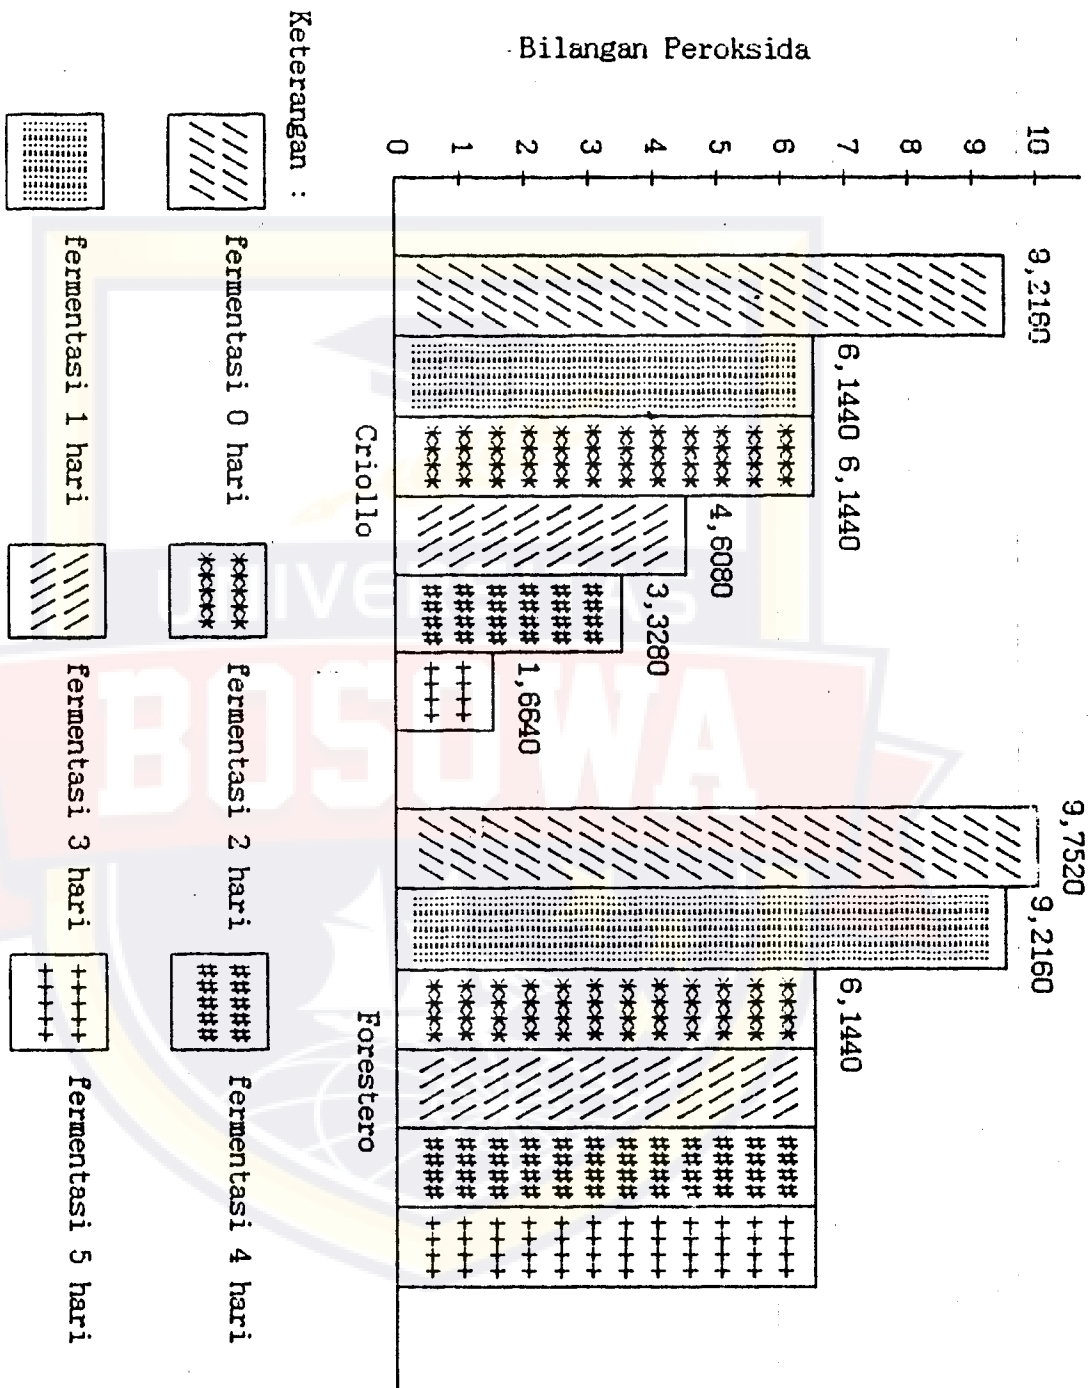 Bilangan Peroksida
10
9
8
7
6
5
4
3
2
1
0
9,2160
6,1440 6,1440
4,6080
3,3280
1,6640
9,7520
9,2160
6,1440
Criollo
Forestero
Keterangan :
fermentasi 0 hari
fermentasi 2 hari
fermentasi 4 hari
fermentasi 1 hari
fermentasi 3 hari
fermentasi 5 hari
UNIVERSITAS
BOSOWA